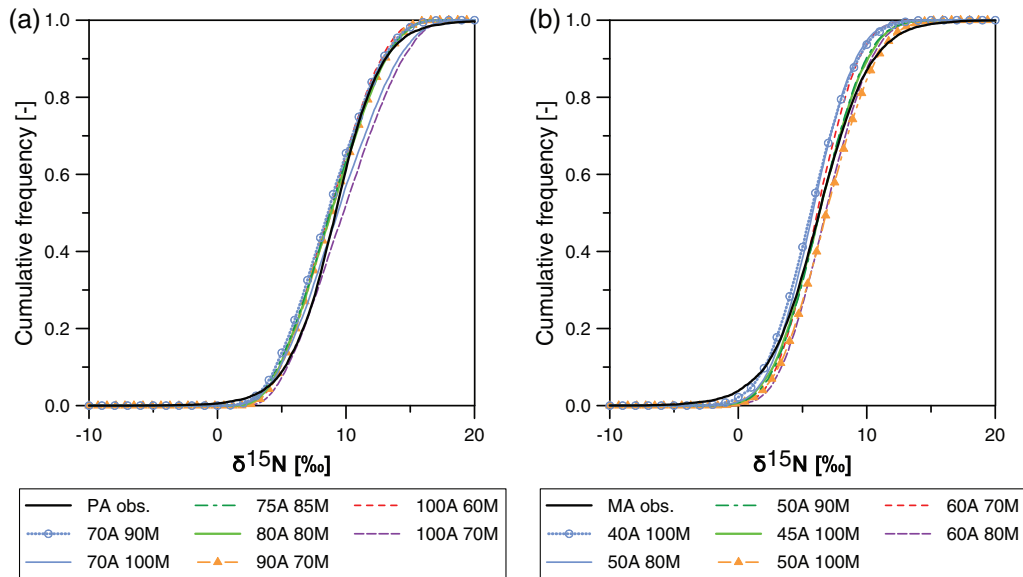 (a)
Cumulative frequency [-]
1.0
0.8
0.6
0.4
0.2
0.0
-10 0 10 20
δ15N [‰]
PA obs. 75A 85M 100A 60M
70A 90M 80A 80M 100A 70M
70A 100M 90A 70M
(b)
Cumulative frequency [-]
1.0
0.8
0.6
0.4
0.2
0.0
-10 0 10 20
δ15N [‰]
MA obs. 50A 90M 60A 70M
40A 100M 45A 100M 60A 80M
50A 80M 50A 100M